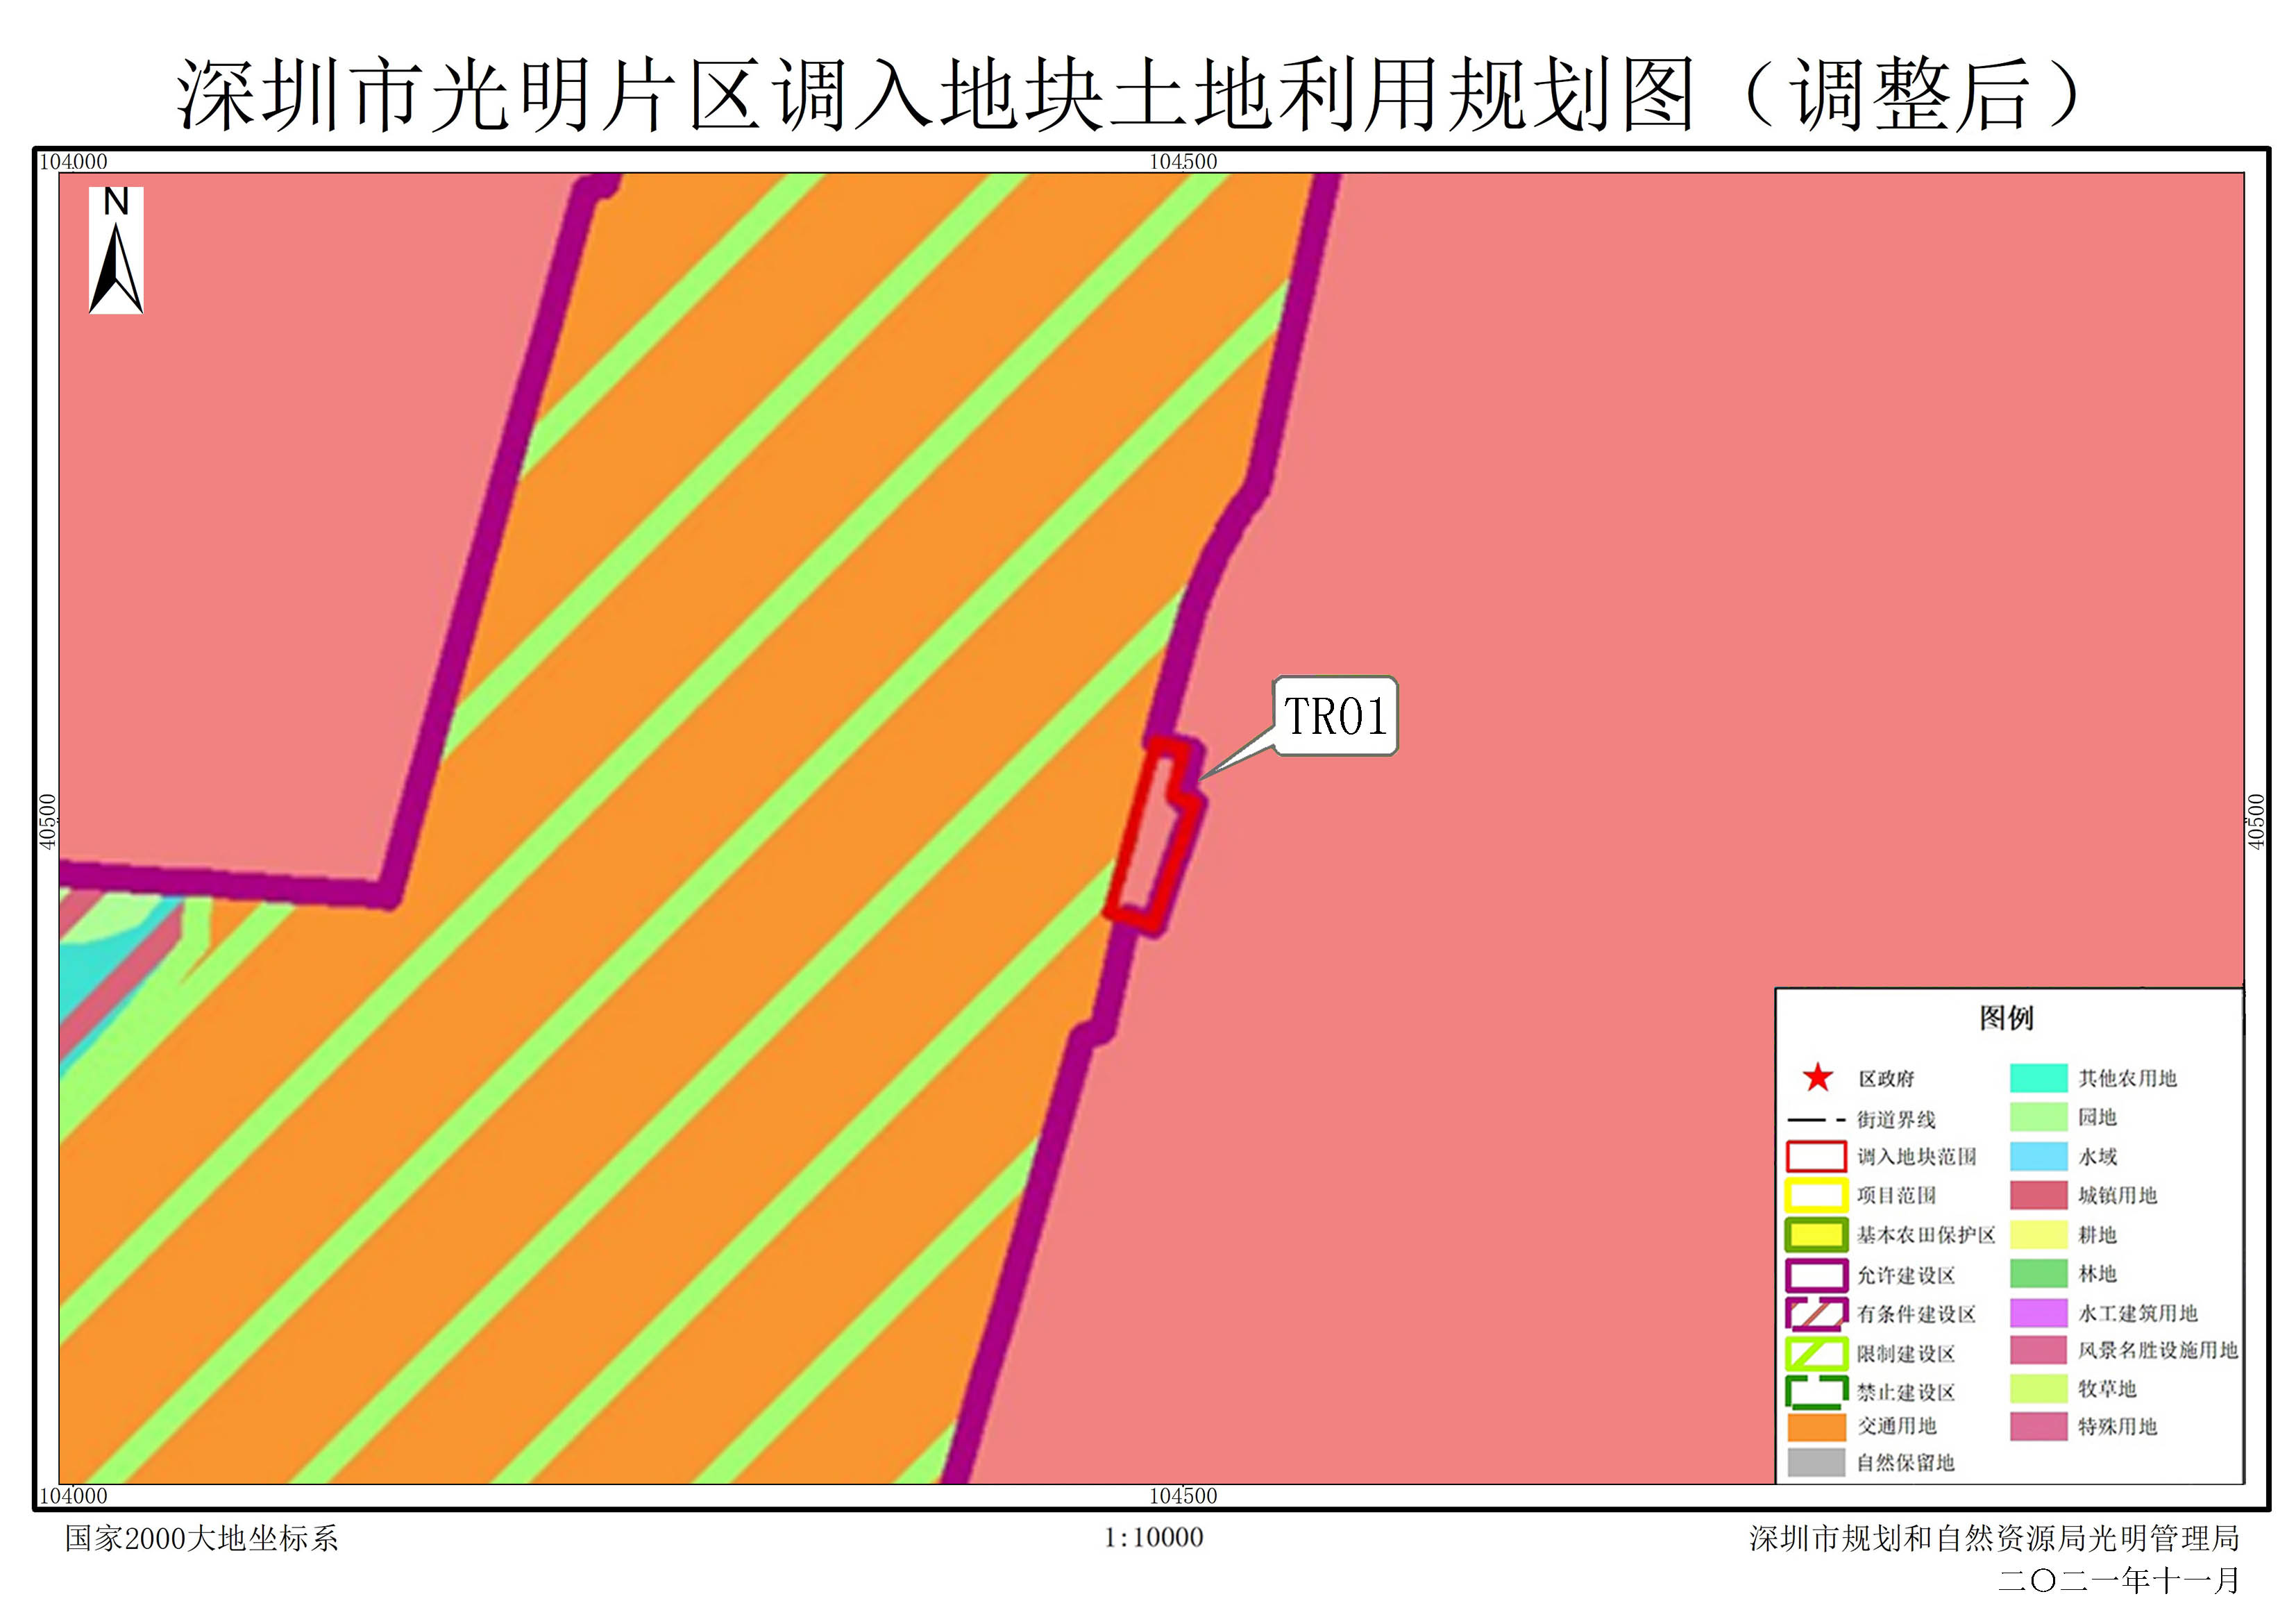 深圳市光明片区调入地块土地利用规划图（调整后）
104000
104500
N
TR01
40500
40500
图例
区政府
其他农用地
街道界线
园地
调入地块范围
水域
项目范围
城镇用地
基本农田保护区
耕地
允许建设区
林地
有条件建设区
水工建筑用地
限制建设区
风景名胜设施用地
禁止建设区
牧草地
交通用地
特殊用地
自然保留地
104000
104500
国家2000大地坐标系
1:10000
深圳市规划和自然资源局光明管理局
二〇二一年十一月